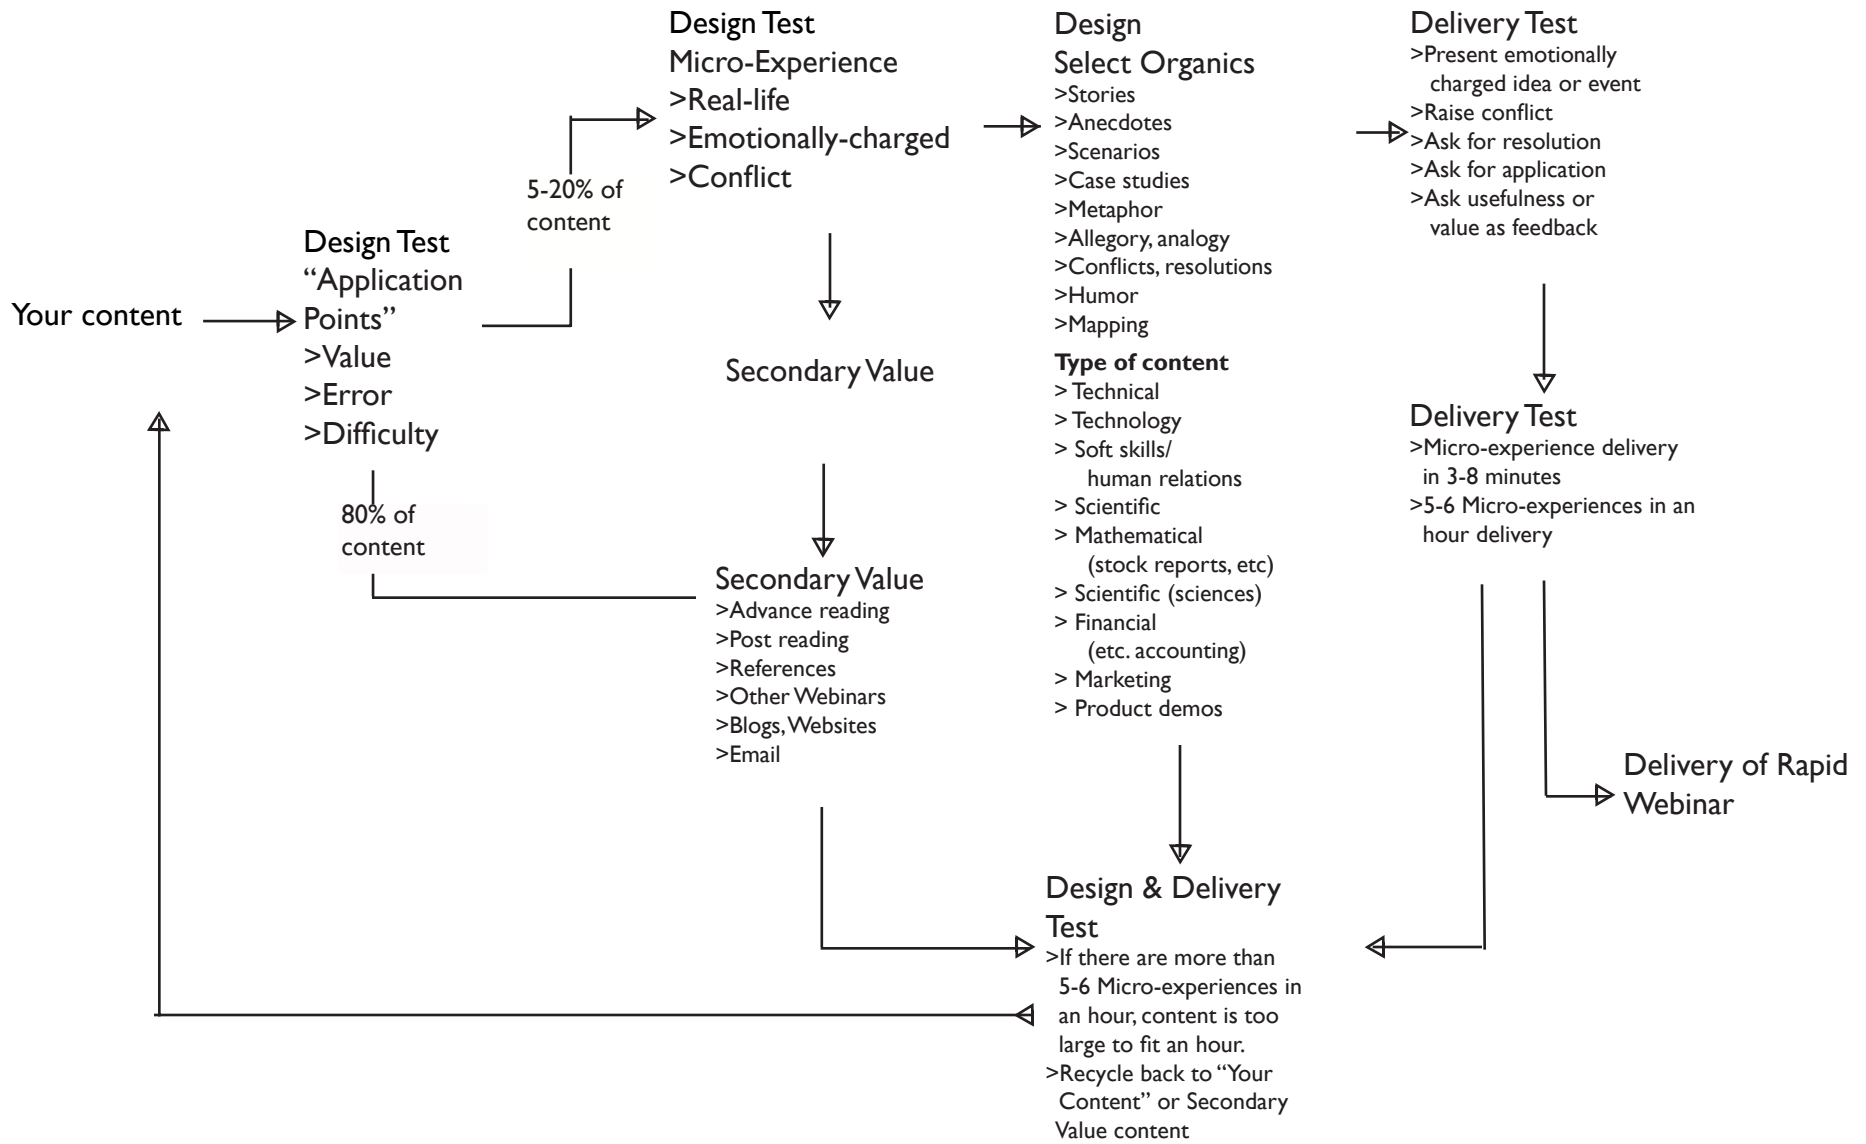 Your content
Design Test
“Application
Points”
>Value
>Error
>Difficulty
5-20% of
content
80% of
content
Design Test
Micro-Experience
>Real-life
>Emotionally-charged
>Conflict
Secondary Value
Secondary Value
>Advance reading
>Post reading
>References
>Other Webinars
>Blogs, Websites
>Email
Design
Select Organics
>Stories
>Anecdotes
>Scenarios
>Case studies
>Metaphor
>Allegory, analogy
>Conflicts, resolutions
>Humor
>Mapping
Type of content
> Technical
> Technology
> Soft skills/
human relations
> Scientific
> Mathematical
(stock reports, etc)
> Scientific (sciences)
> Financial
(etc. accounting)
> Marketing
> Product demos
Design & Delivery
Test
>If there are more than
5-6 Micro-experiences in
an hour, content is too
large to fit an hour.
>Recycle back to “Your
Content” or Secondary
Value content
Delivery Test
>Present emotionally
charged idea or event
>Raise conflict
>Ask for resolution
>Ask for application
>Ask usefulness or
value as feedback
Delivery Test
>Micro-experience delivery
in 3-8 minutes
>5-6 Micro-experiences in an
hour delivery
Delivery of Rapid
Webinar